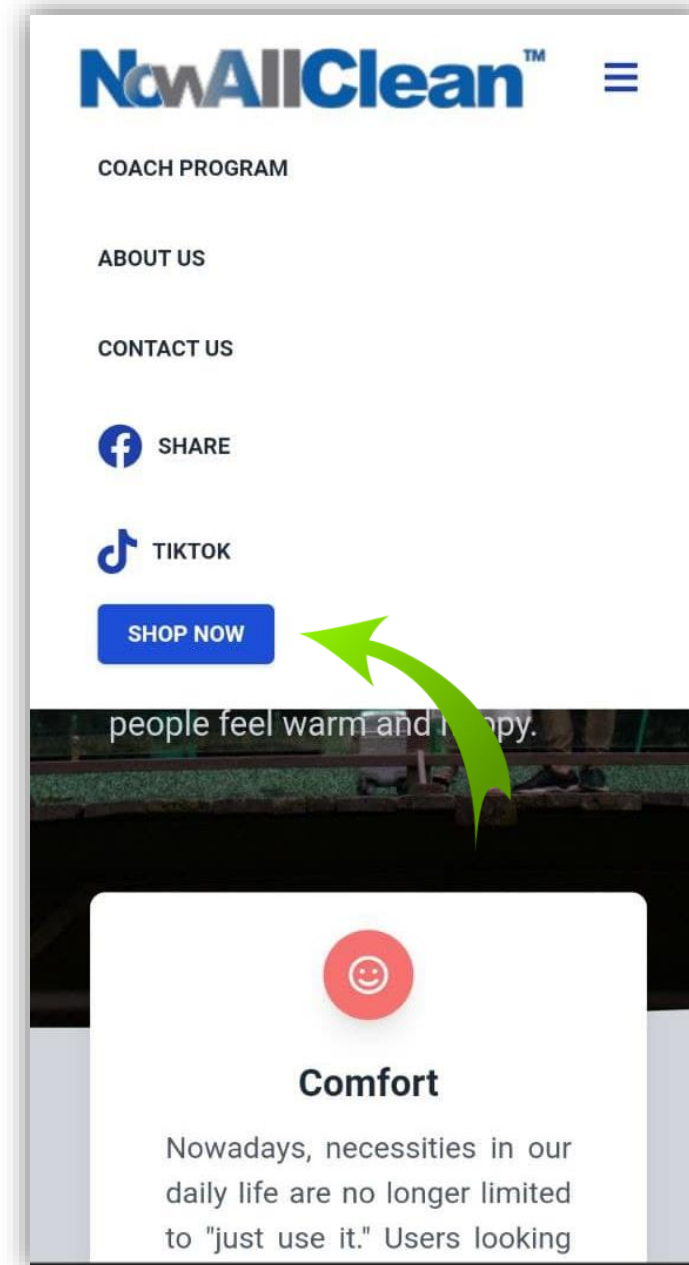 NowAllClean™
COACH PROGRAM
ABOUT US
CONTACT US
SHARE
TIKTOK
SHOP NOW
people feel warm and
Comfort
Nowadays, necessities in our
daily life are no longer limited
to "just use it." Users looking